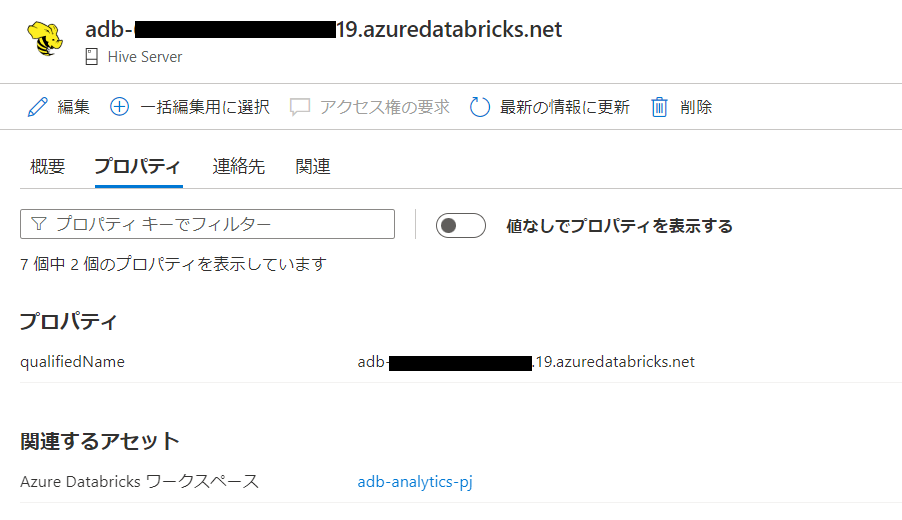 adb-19.azuredatabricks.net
Hive Server
編集 一括編集用に選択 アクセス権の要求 最新の情報に更新 削除
概要 プロパティ 連絡先 関連
プロパティ キーでフィルター 値なしでプロパティを表示する
7 個中 2 個のプロパティを表示しています
プロパティ
qualifiedName adb-.19.azuredatabricks.net
関連するアセット
Azure Databricks ワークスペース adb-analytics-pj